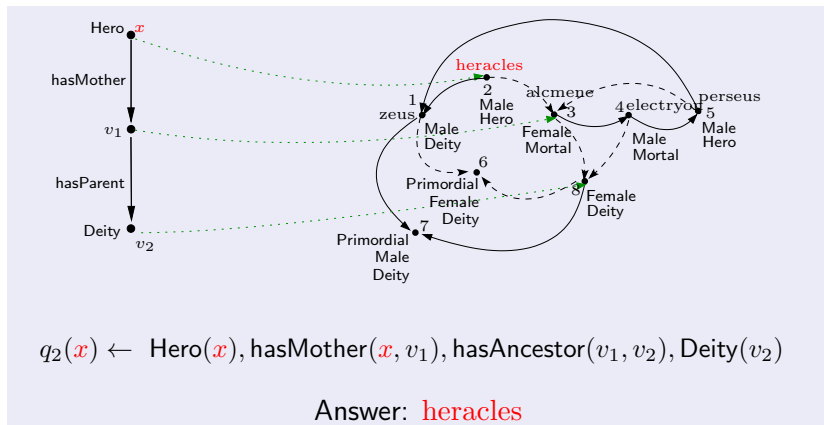 Hero x
hasMother
v1
hasParent
Deity
v2
heracles
2
Male
Hero
1
zeus
Male
Deity
alcmene
3
Female
Mortal
4 electryon
Male
Mortal
perseus
5
Male
Hero
6
Primordial
Female
Deity
8
Female
Deity
7
Primordial
Male
Deity
q2(x) ← Hero(x), hasMother(x, v1), hasAncestor(v1, v2), Deity(v2)
Answer: heracles